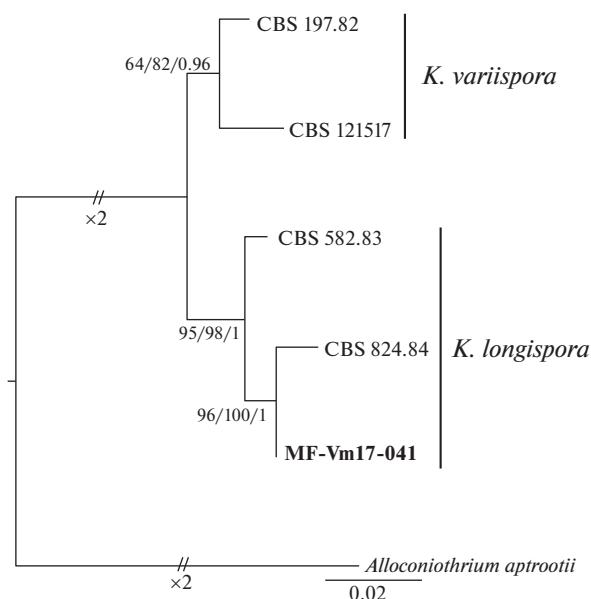 CBS 197.82
64/82/0.96
K. variispora
CBS 121517
×2
CBS 582.83
95/98/1
K. longispora
CBS 824.84
96/100/1
MF-Vm17-041
Alloconiothrium aptrootii
×2
0.02